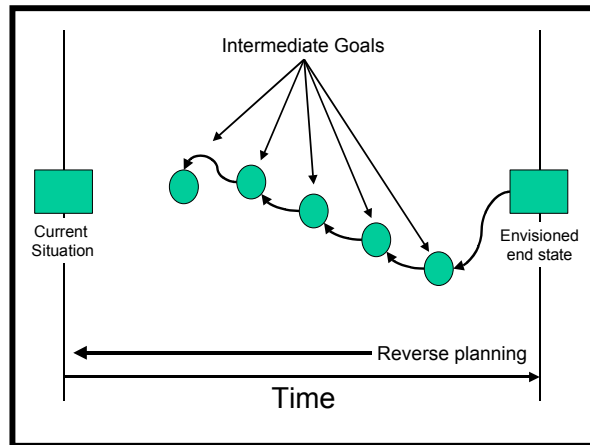 Intermediate Goals
Current
Situation
Envisioned
end state
Reverse planning
Time